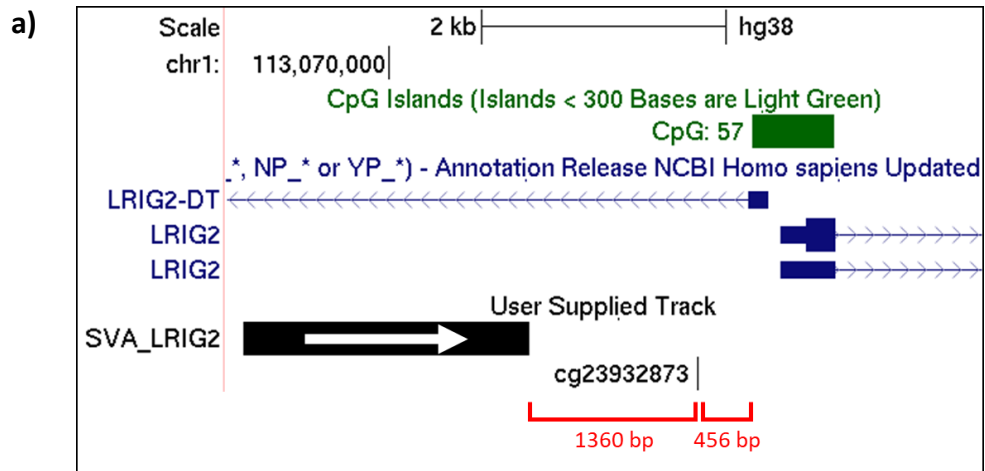 a)
Scale 2 kb hg38
chr1: 113,070,000
CpG Islands (Islands < 300 Bases are Light Green)
CpG: 57
_*, NP_* or YP_*) - Annotation Release NCBI Homo sapiens Updated
LRIG2-DT
LRIG2
LRIG2
User Supplied Track
SVA_LRIG2
cg23932873
1360 bp 456 bp